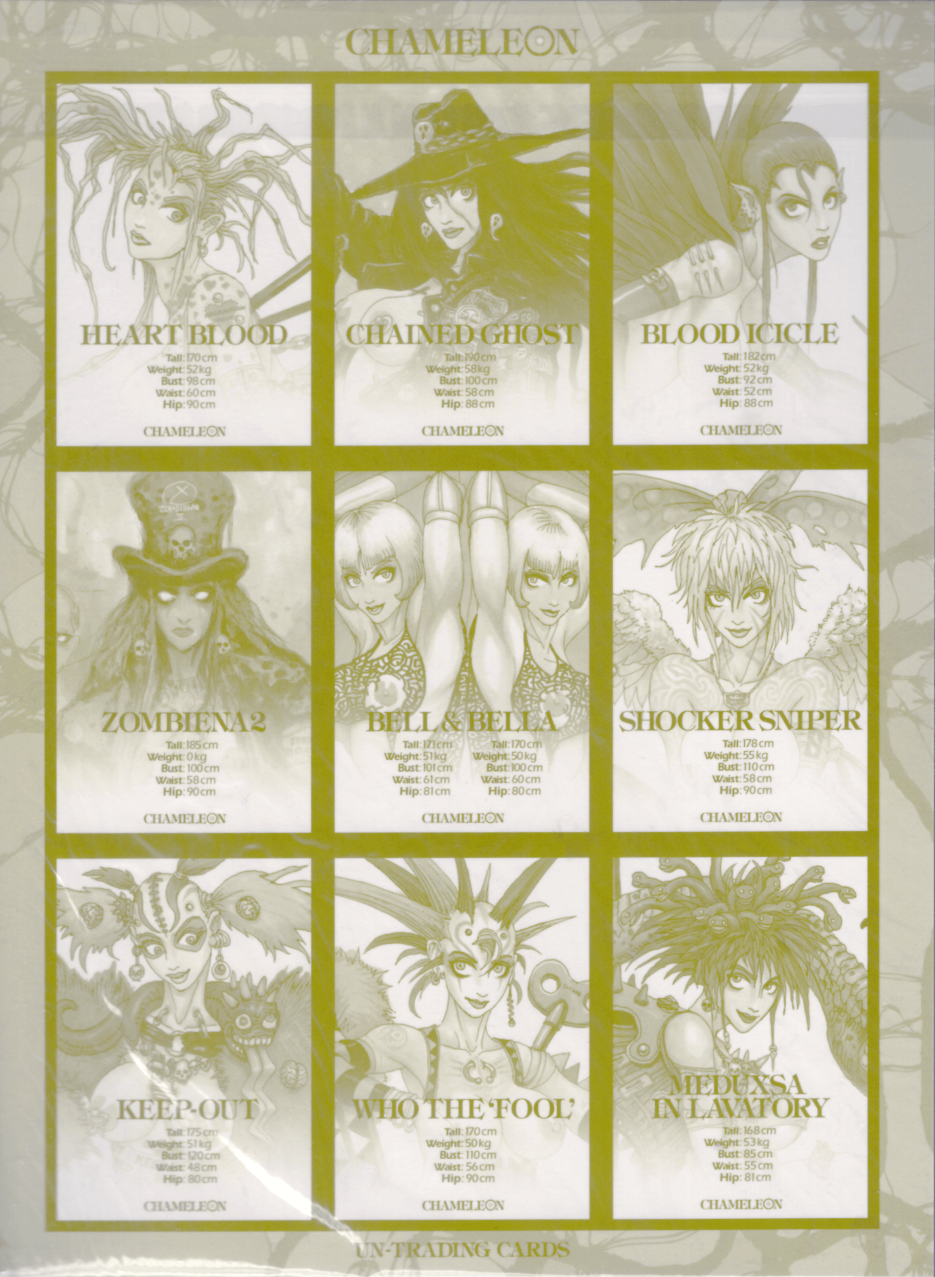 CHAMELEON
HEART BLOOD
Tall: 170cm
Weight: 52kg
Bust: 98cm
Waist: 60cm
Hip: 90cm
CHAMELEON
CHAINED GHOST
Tall: 190cm
Weight: 58kg
Bust: 100cm
Waist: 58cm
Hip: 88cm
CHAMELEON
BLOOD ICICLE
Tall: 182cm
Weight: 52kg
Bust: 92cm
Waist: 52cm
Hip: 88cm
CHAMELEON
ZOMBIENA2
Tall: 185cm
Weight: 0kg
Bust: 100cm
Waist: 58cm
Hip: 90cm
CHAMELEON
BELL & BELLA
Tall: 171cm Tall: 170cm
Weight: 51kg Weight: 50kg
Bust: 101cm Bust: 100cm
Waist: 61cm Waist: 60cm
Hip: 81cm Hip: 80cm
CHAMELEON
SHOCKER SNIPER
Tall: 178cm
Weight: 55kg
Bust: 110cm
Waist: 58cm
Hip: 90cm
CHAMELEON
KEEP-OUT
Tall: 175cm
Weight: 51kg
Bust: 120cm
Waist: 48cm
Hip: 80cm
CHAMELEON
WHO THE ‘FOOL’
Tall: 170cm
Weight: 50kg
Bust: 110cm
Waist: 56cm
Hip: 90cm
CHAMELEON
MEDUXSA
IN LAVATORY
Tall: 168cm
Weight: 53kg
Bust: 85cm
Waist: 55cm
Hip: 81cm
CHAMELEON
UN-TRADING CARDS